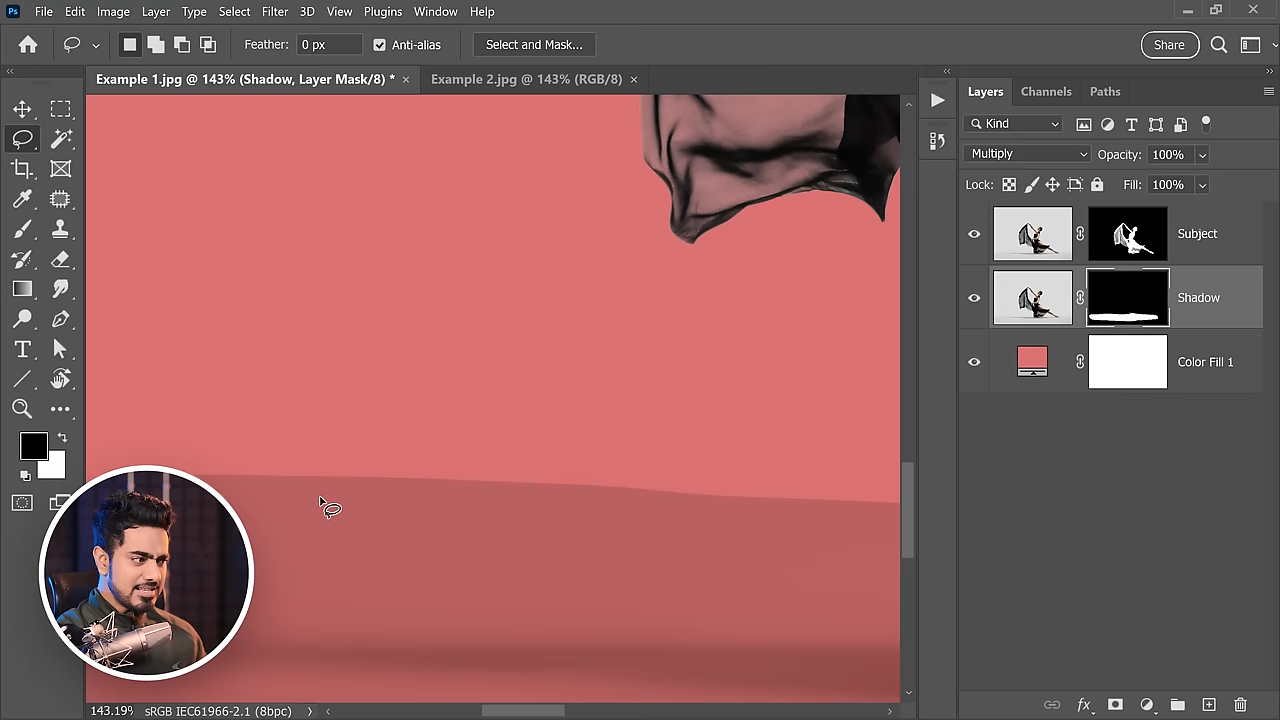 Ps File Edit Image Layer Type Select Filter 3D View Plugins Window Help
Feather: 0 px Anti-alias Select and Mask... Share
Example 1.jpg @ 143% (Shadow, Layer Mask/8) * × Example 2.jpg @ 143% (RGB/8) ×
Layers Channels Paths
Kind
Multiply Opacity: 100%
Lock: Fill: 100%
Subject
Shadow
Color Fill 1
143.19% sRGB IEC61966-2.1 (8bpc)
fx